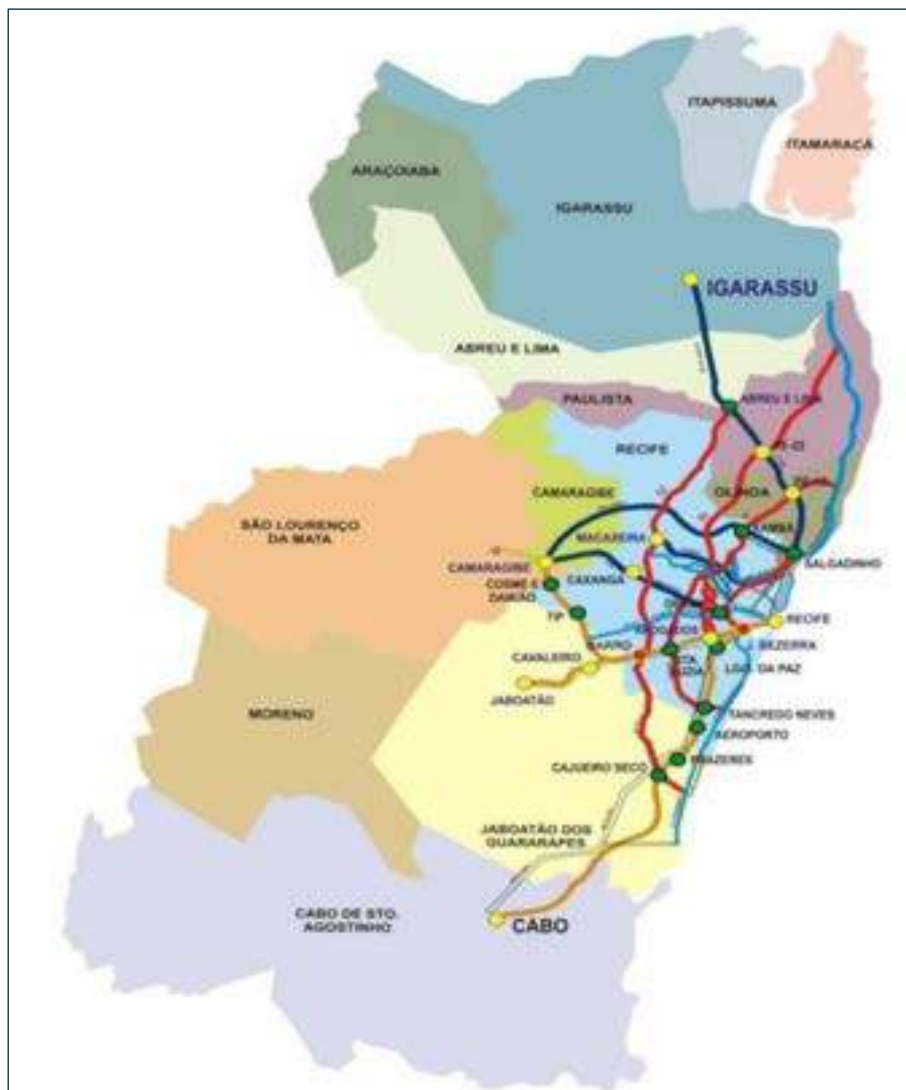 ITAPISSUMA
ITAMARACÁ
ARAÇOIABA
IGARASSU
IGARASSU
ABREU E LIMA
PAULISTA
ABREU E LIMA
RECIFE
OLINDA
CAMARAGIBE
SÃO LOURENÇO
DA MATA
MACAXEIRA
SALGADINHO
CAMARAGIBE
CAXANGA
COSME E
DAMIÃO
TIP
RECIFE
BARRO
J. BEZERRA
CAVALEIRO
LGO. DA PAZ
JABOATÃO
MORENO
TANCREDO NEVES
AEROPORTO
PRAZERES
CAJUEIRO SECO
JABOATÃO DOS
GUARARAPES
CABO DE STO.
AGOSTINHO
CABO